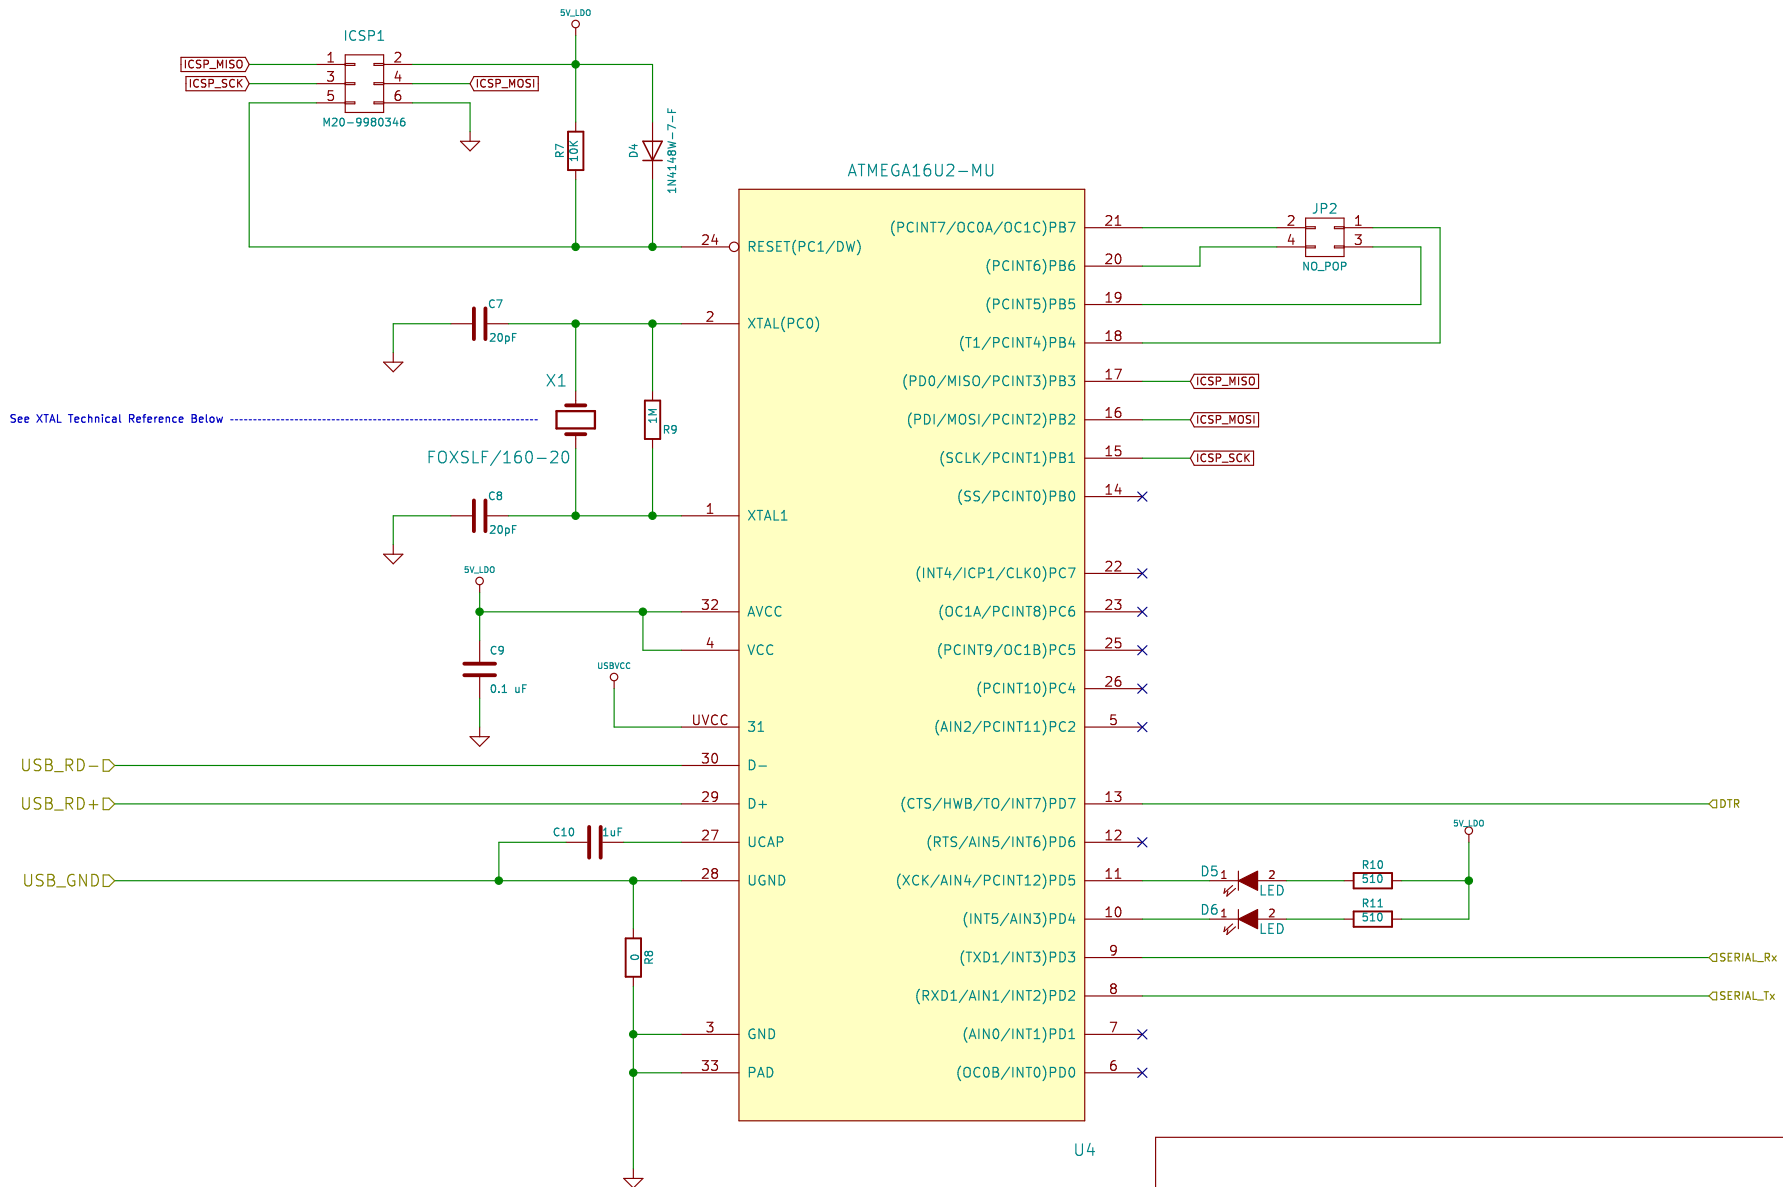 5V_LDO
ICSP1
ICSP_MISO 1 2
ICSP_SCK 3 4 ICSP_MOSI
5 6
M20-9980346
R7 10K
D4 1N4148W-7-F
ATMEGA16U2-MU
24 RESET(PC1/DW)
C7
20pF
2 XTAL(PC0)
X1
See XTAL Technical Reference Below
1M
R9
FOXSLF/160-20
C8
20pF
1 XTAL1
5V_LDO
32 AVCC
4 VCC
C9
0.1 uF
USBVCC
UVCC 31
USB_RD- 30 D-
USB_RD+ 29 D+
C10 1uF 27 UCAP
USB_GND 28 UGND
0 R8
3 GND
33 PAD
(PCINT7/OC0A/OC1C)PB7 21
(PCINT6)PB6 20
(PCINT5)PB5 19
(T1/PCINT4)PB4 18
(PD0/MISO/PCINT3)PB3 17 ICSP_MISO
(PDI/MOSI/PCINT2)PB2 16 ICSP_MOSI
(SCLK/PCINT1)PB1 15 ICSP_SCK
(SS/PCINT0)PB0 14
(INT4/ICP1/CLK0)PC7 22
(OC1A/PCINT8)PC6 23
(PCINT9/OC1B)PC5 25
(PCINT10)PC4 26
(AIN2/PCINT11)PC2 5
(CTS/HWB/TO/INT7)PD7 13 DTR
(RTS/AIN5/INT6)PD6 12
(XCK/AIN4/PCINT12)PD5 11
(INT5/AIN3)PD4 10
(TXD1/INT3)PD3 9 SERIAL_Rx
(RXD1/AIN1/INT2)PD2 8 SERIAL_Tx
(AIN0/INT1)PD1 7
(OC0B/INT0)PD0 6
JP2
2 1
4 3
NO_POP
5V_LDO
D5 1 2 LED
R10
510
D6 1 2 LED
R11
510
U4